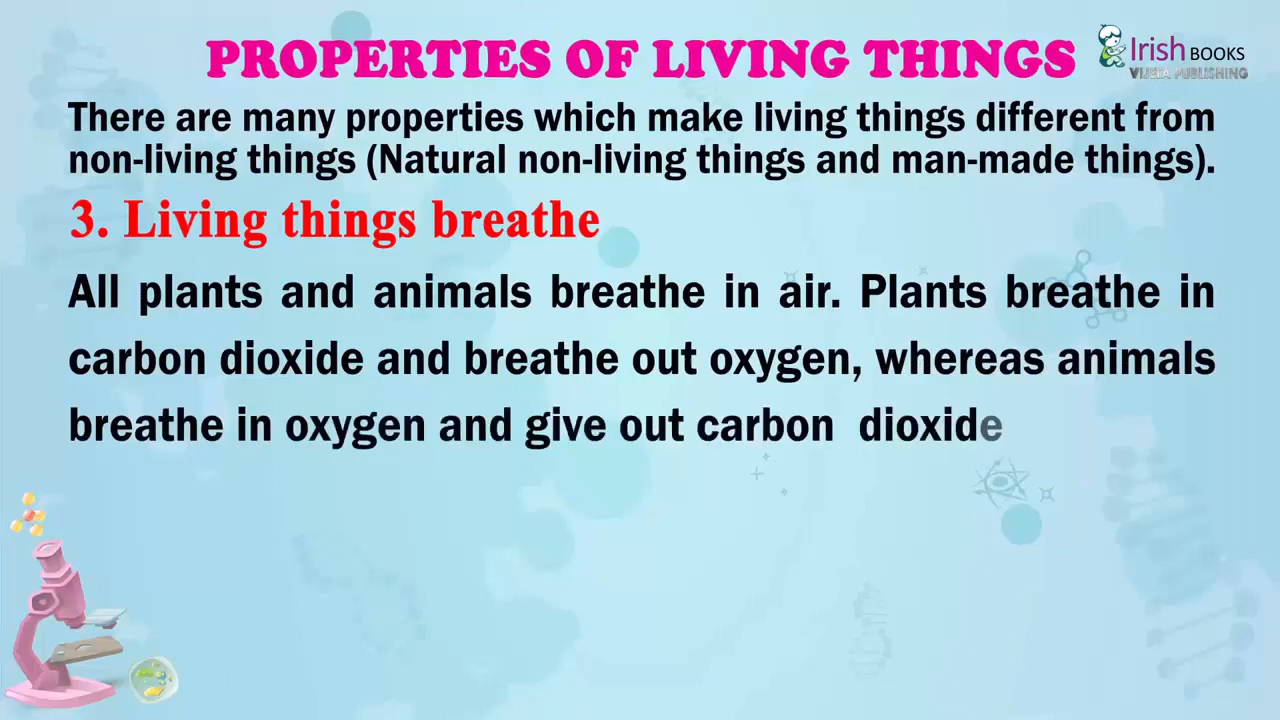 PROPERTIES OF LIVING THINGS
Irish BOOKS
VIJETA PUBLISHING
There are many properties which make living things different from
non-living things (Natural non-living things and man-made things).
3. Living things breathe
All plants and animals breathe in air. Plants breathe in
carbon dioxide and breathe out oxygen, whereas animals
breathe in oxygen and give out carbon dioxide